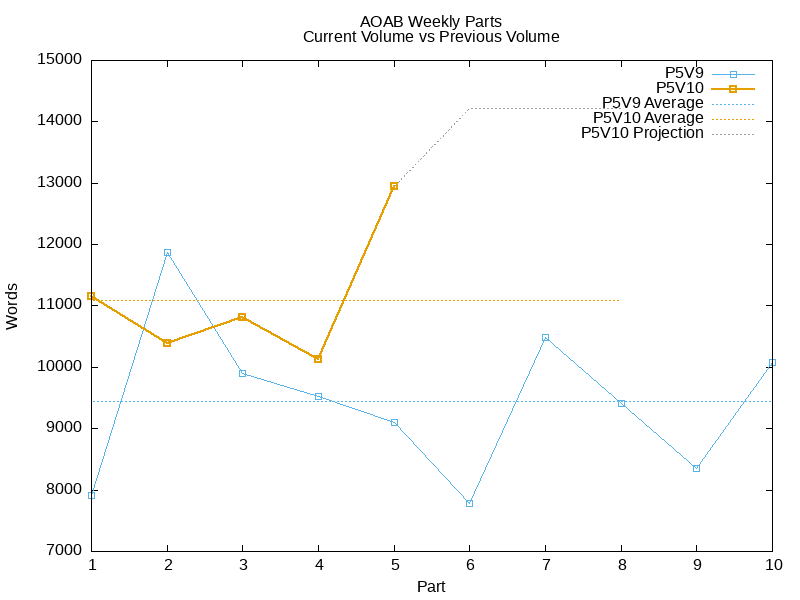 AOAB Weekly Parts
Current Volume vs Previous Volume
15000
14000
13000
12000
11000
10000
9000
8000
7000
Words
P5V9
P5V10
P5V9 Average
P5V10 Average
P5V10 Projection
1 2 3 4 5 6 7 8 9 10
Part